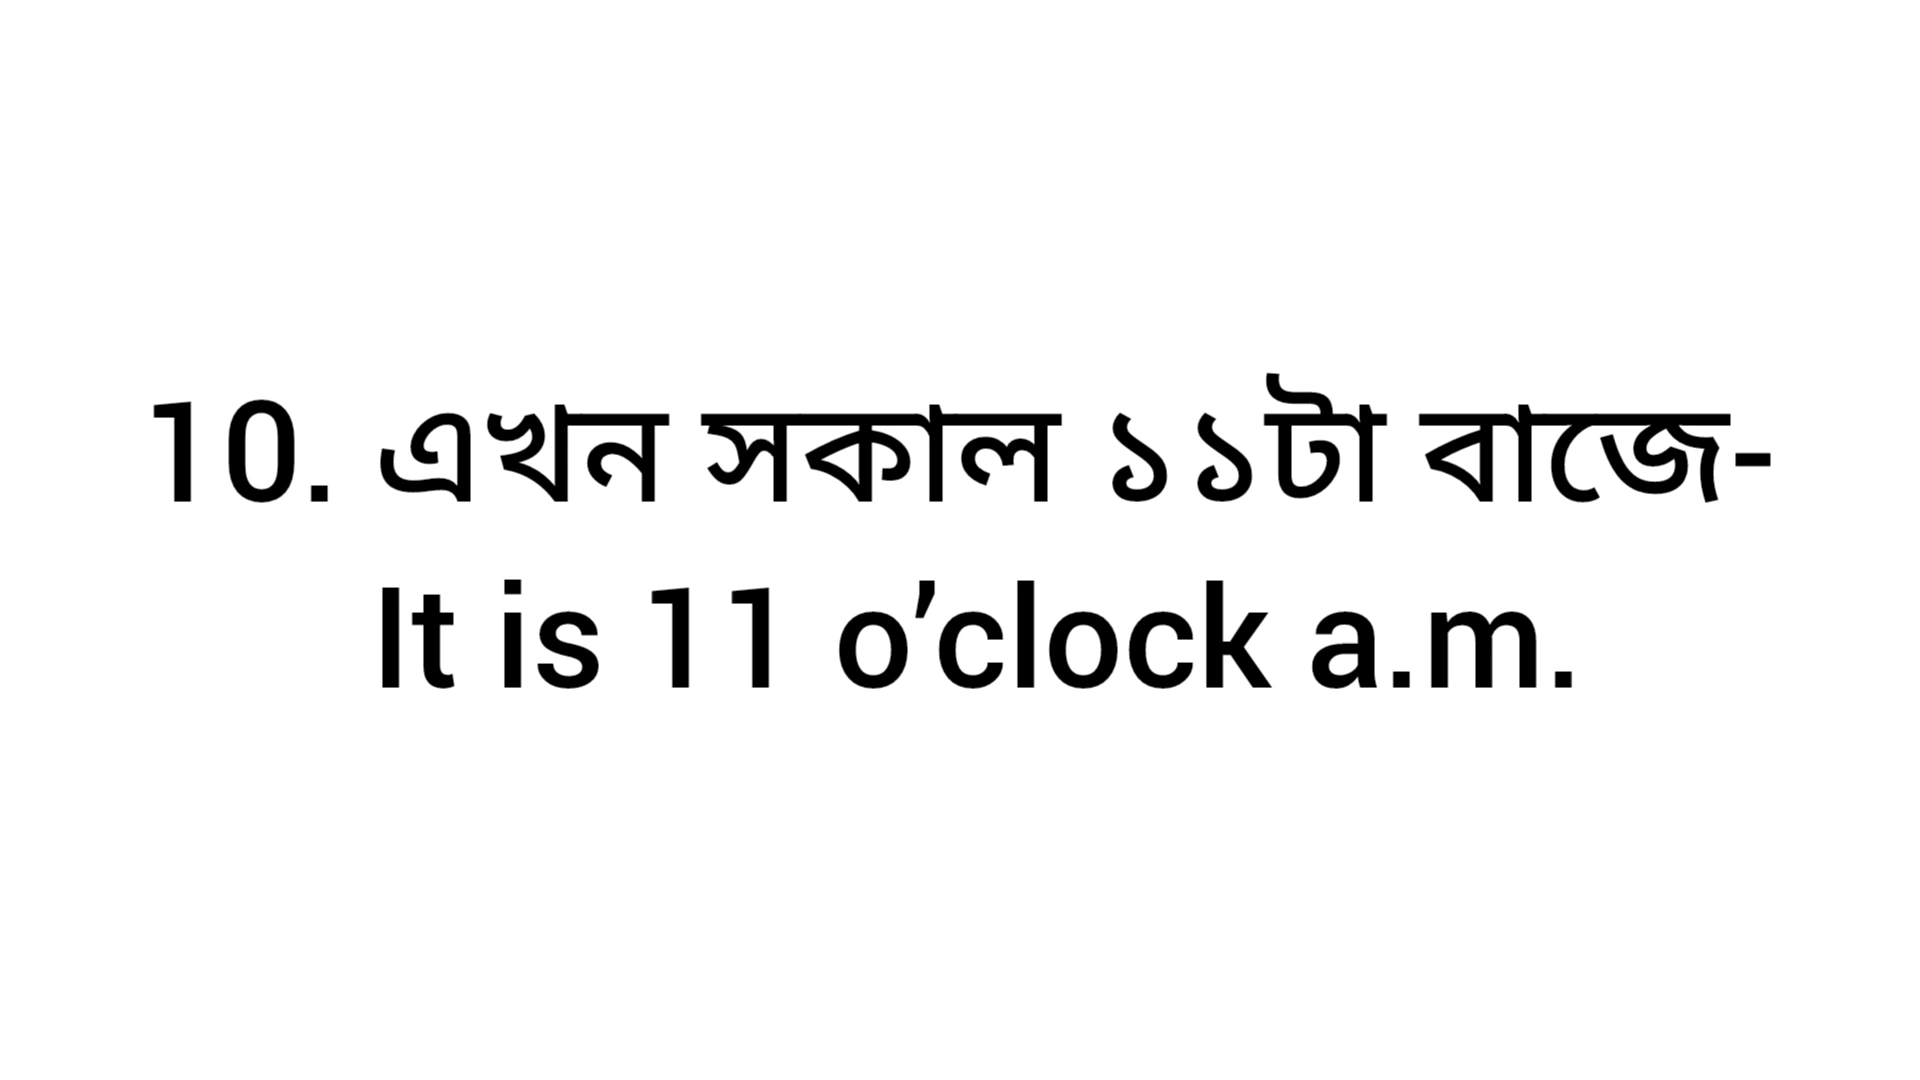 10. এখন সকাল ১১টা বাজে-
It is 11 o’clock a.m.